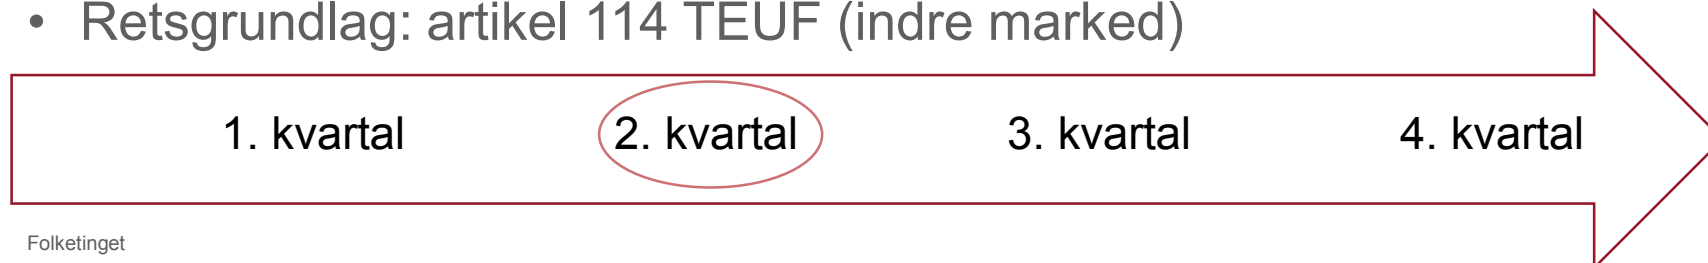 • Retsgrundlag: artikel 114 TEUF (indre marked)
1. kvartal 2. kvartal 3. kvartal 4. kvartal
Folketinget